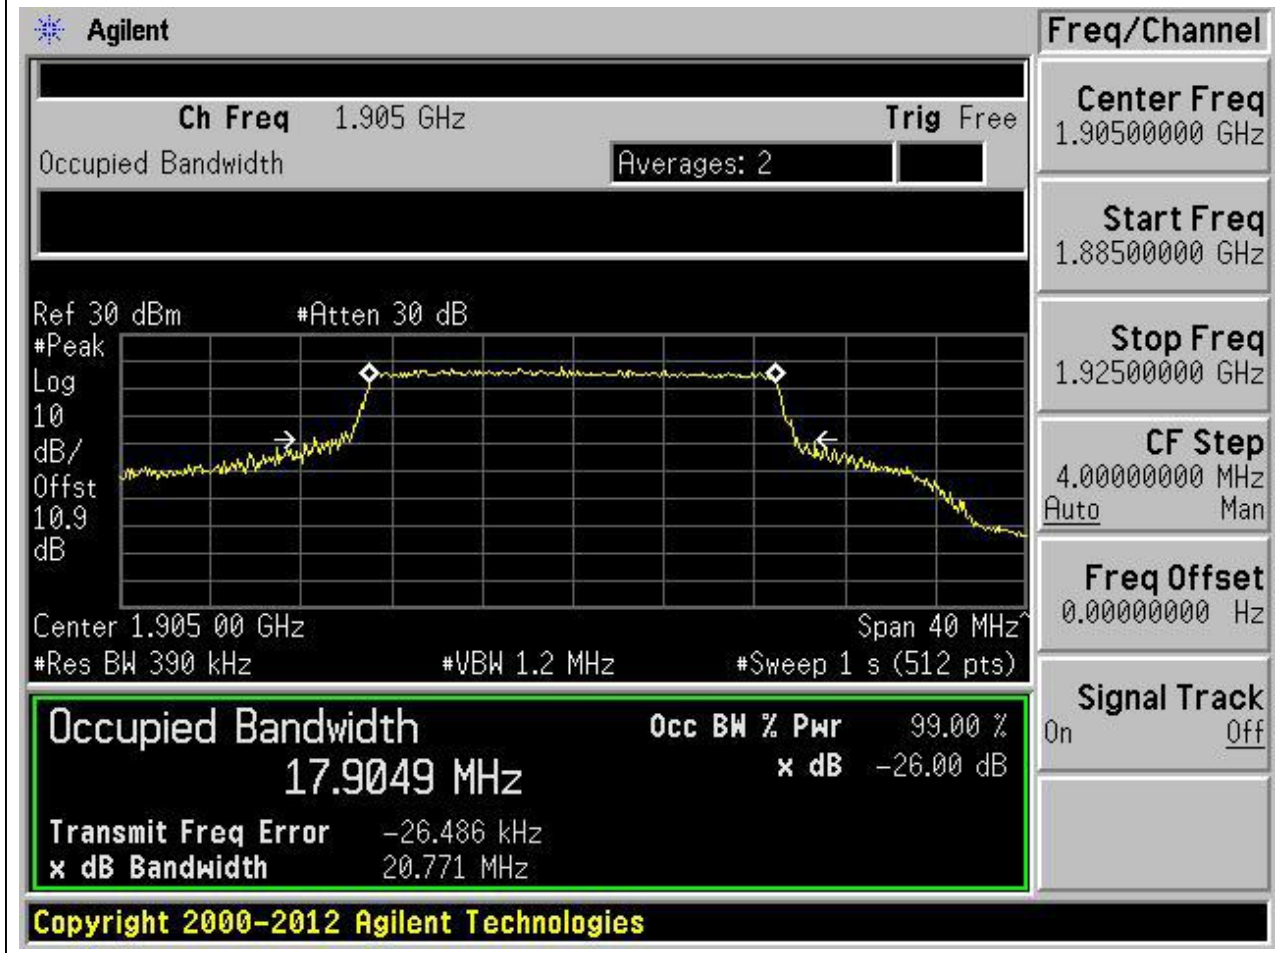 Agilent
Freq/Channel
Ch Freq 1.905 GHz Trig Free
Occupied Bandwidth Averages: 2
Center Freq
1.90500000 GHz
Start Freq
1.88500000 GHz
Stop Freq
1.92500000 GHz
CF Step
4.00000000 MHz
Auto Man
Freq Offset
0.00000000 Hz
Signal Track
On Off
Ref 30 dBm #Atten 30 dB
#Peak
Log
10
dB/
Offst
10.9
dB
Center 1.905 00 GHz Span 40 MHz^
#Res BW 390 kHz #VBW 1.2 MHz #Sweep 1 s (512 pts)
Occupied Bandwidth Occ BW % Pwr 99.00 %
17.9049 MHz x dB -26.00 dB
Transmit Freq Error -26.486 kHz
x dB Bandwidth 20.771 MHz
Copyright 2000-2012 Agilent Technologies